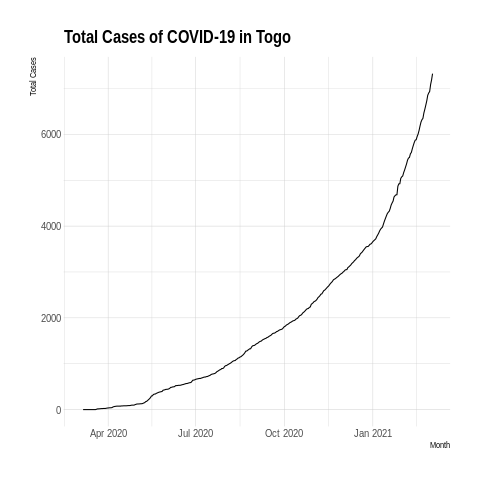 Total Cases of COVID-19 in Togo
Total Cases
6000
4000
2000
0
Apr 2020 Jul 2020 Oct 2020 Jan 2021
Month